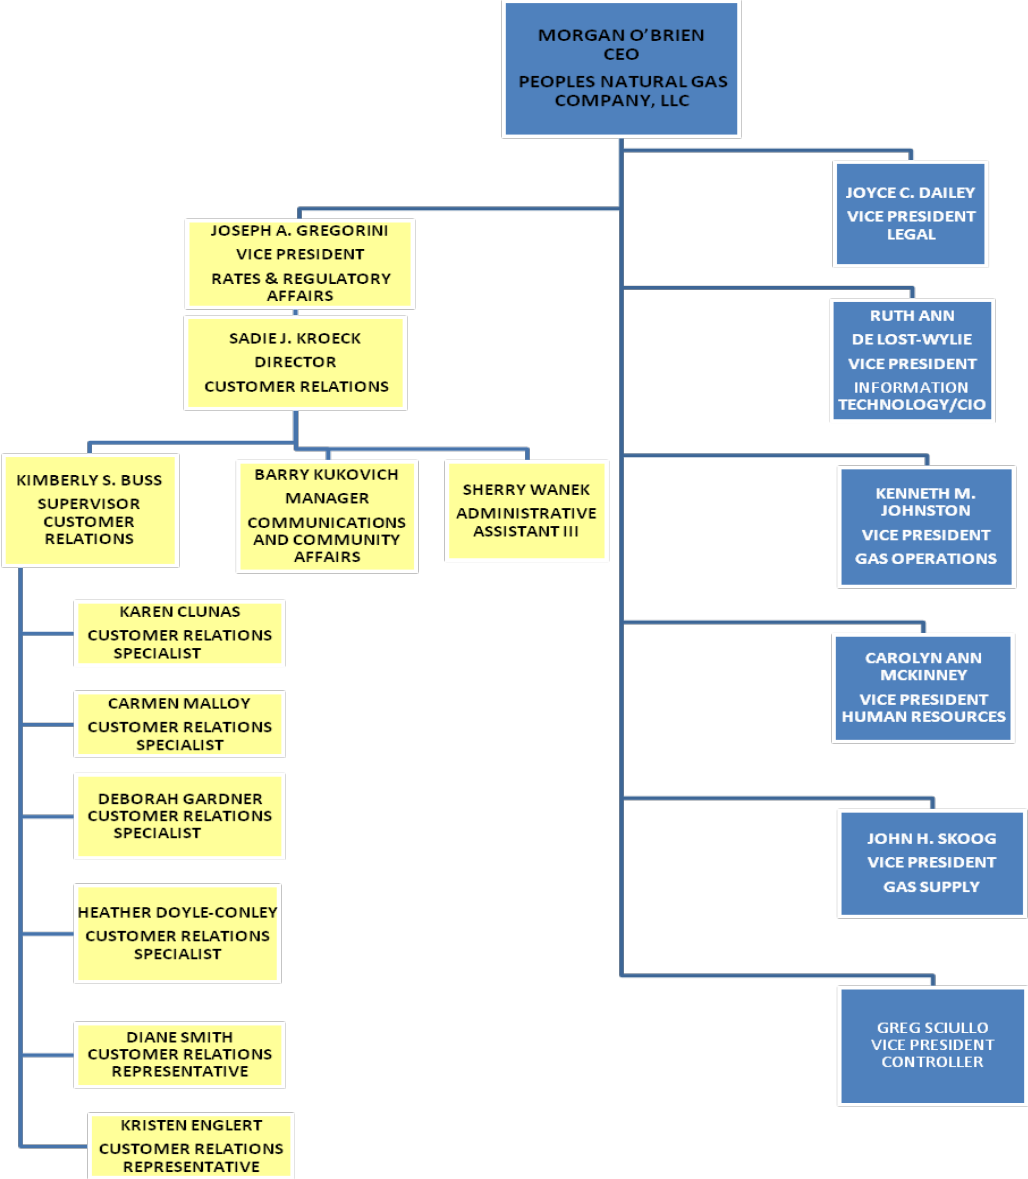 MORGAN O’BRIEN
CEO
PEOPLES NATURAL GAS
COMPANY, LLC
JOYCE C. DAILEY
VICE PRESIDENT
LEGAL
JOSEPH A. GREGORINI
VICE PRESIDENT
RATES & REGULATORY
AFFAIRS
RUTH ANN
DE LOST-WYLIE
VICE PRESIDENT
INFORMATION
TECHNOLOGY/CIO
SADIE J. KROECK
DIRECTOR
CUSTOMER RELATIONS
KIMBERLY S. BUSS
SUPERVISOR
CUSTOMER
RELATIONS
BARRY KUKOVICH
MANAGER
COMMUNICATIONS
AND COMMUNITY
AFFAIRS
SHERRY WANEK
ADMINISTRATIVE
ASSISTANT III
KENNETH M.
JOHNSTON
VICE PRESIDENT
GAS OPERATIONS
KAREN CLUNAS
CUSTOMER RELATIONS
SPECIALIST
CAROLYN ANN
MCKINNEY
VICE PRESIDENT
HUMAN RESOURCES
CARMEN MALLOY
CUSTOMER RELATIONS
SPECIALIST
DEBORAH GARDNER
CUSTOMER RELATIONS
SPECIALIST
JOHN H. SKOOG
VICE PRESIDENT
GAS SUPPLY
HEATHER DOYLE-CONLEY
CUSTOMER RELATIONS
SPECIALIST
GREG SCIULLO
VICE PRESIDENT
CONTROLLER
DIANE SMITH
CUSTOMER RELATIONS
REPRESENTATIVE
KRISTEN ENGLERT
CUSTOMER RELATIONS
REPRESENTATIVE